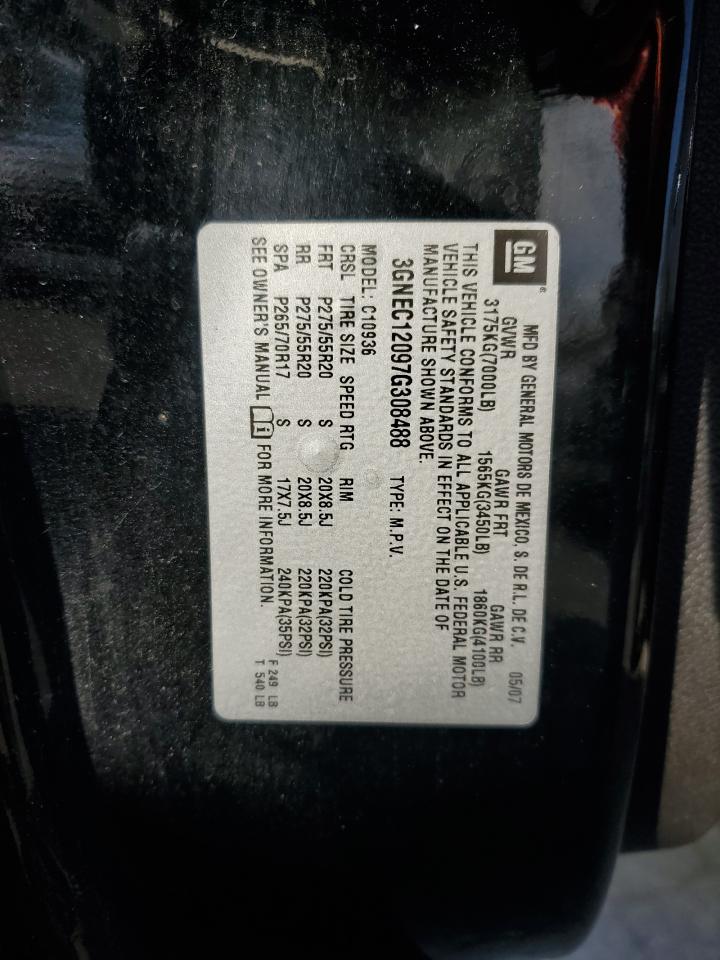 GM®
MFD BY GENERAL MOTORS DE MEXICO, S. DE R.L. DE C.V. 05/07
GVWR GAWR FRT GAWR RR
3175KG(7000LB) 1565KG(3450LB) 1860KG(4100LB)
THIS VEHICLE CONFORMS TO ALL APPLICABLE U.S. FEDERAL MOTOR
VEHICLE SAFETY STANDARDS IN EFFECT ON THE DATE OF
MANUFACTURE SHOWN ABOVE.
3GNEC12097G308488 TYPE: M.P.V.
MODEL: C10936
CRSL TIRE SIZE SPEED RTG RIM COLD TIRE PRESSURE
FRT P275/55R20 S 20X8.5J 220KPA(32PSI)
RR P275/55R20 S 20X8.5J 220KPA(32PSI)
SPA P265/70R17 S 17X7.5J 240KPA(35PSI)
SEE OWNER'S MANUAL i FOR MORE INFORMATION.
F 249 LB
T 540 LB